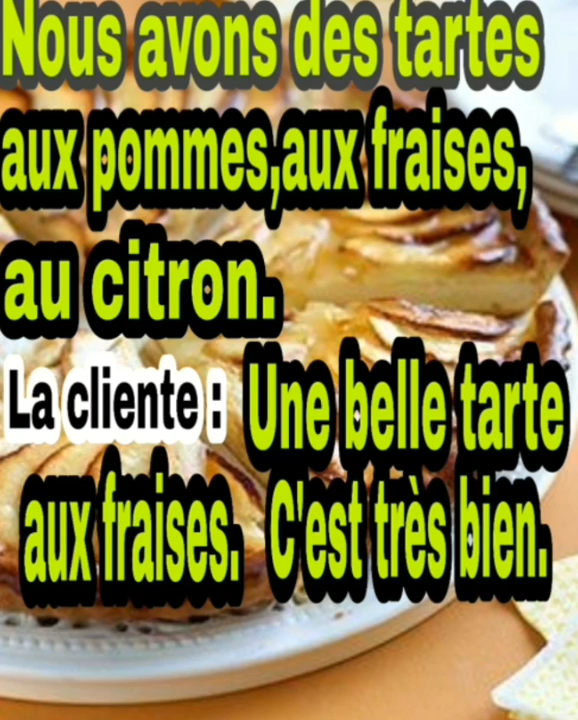 Nous avons des tartes
aux pommes,aux fraises,
au citron.
La cliente : Une belle tarte
aux fraises. C'est très bien.